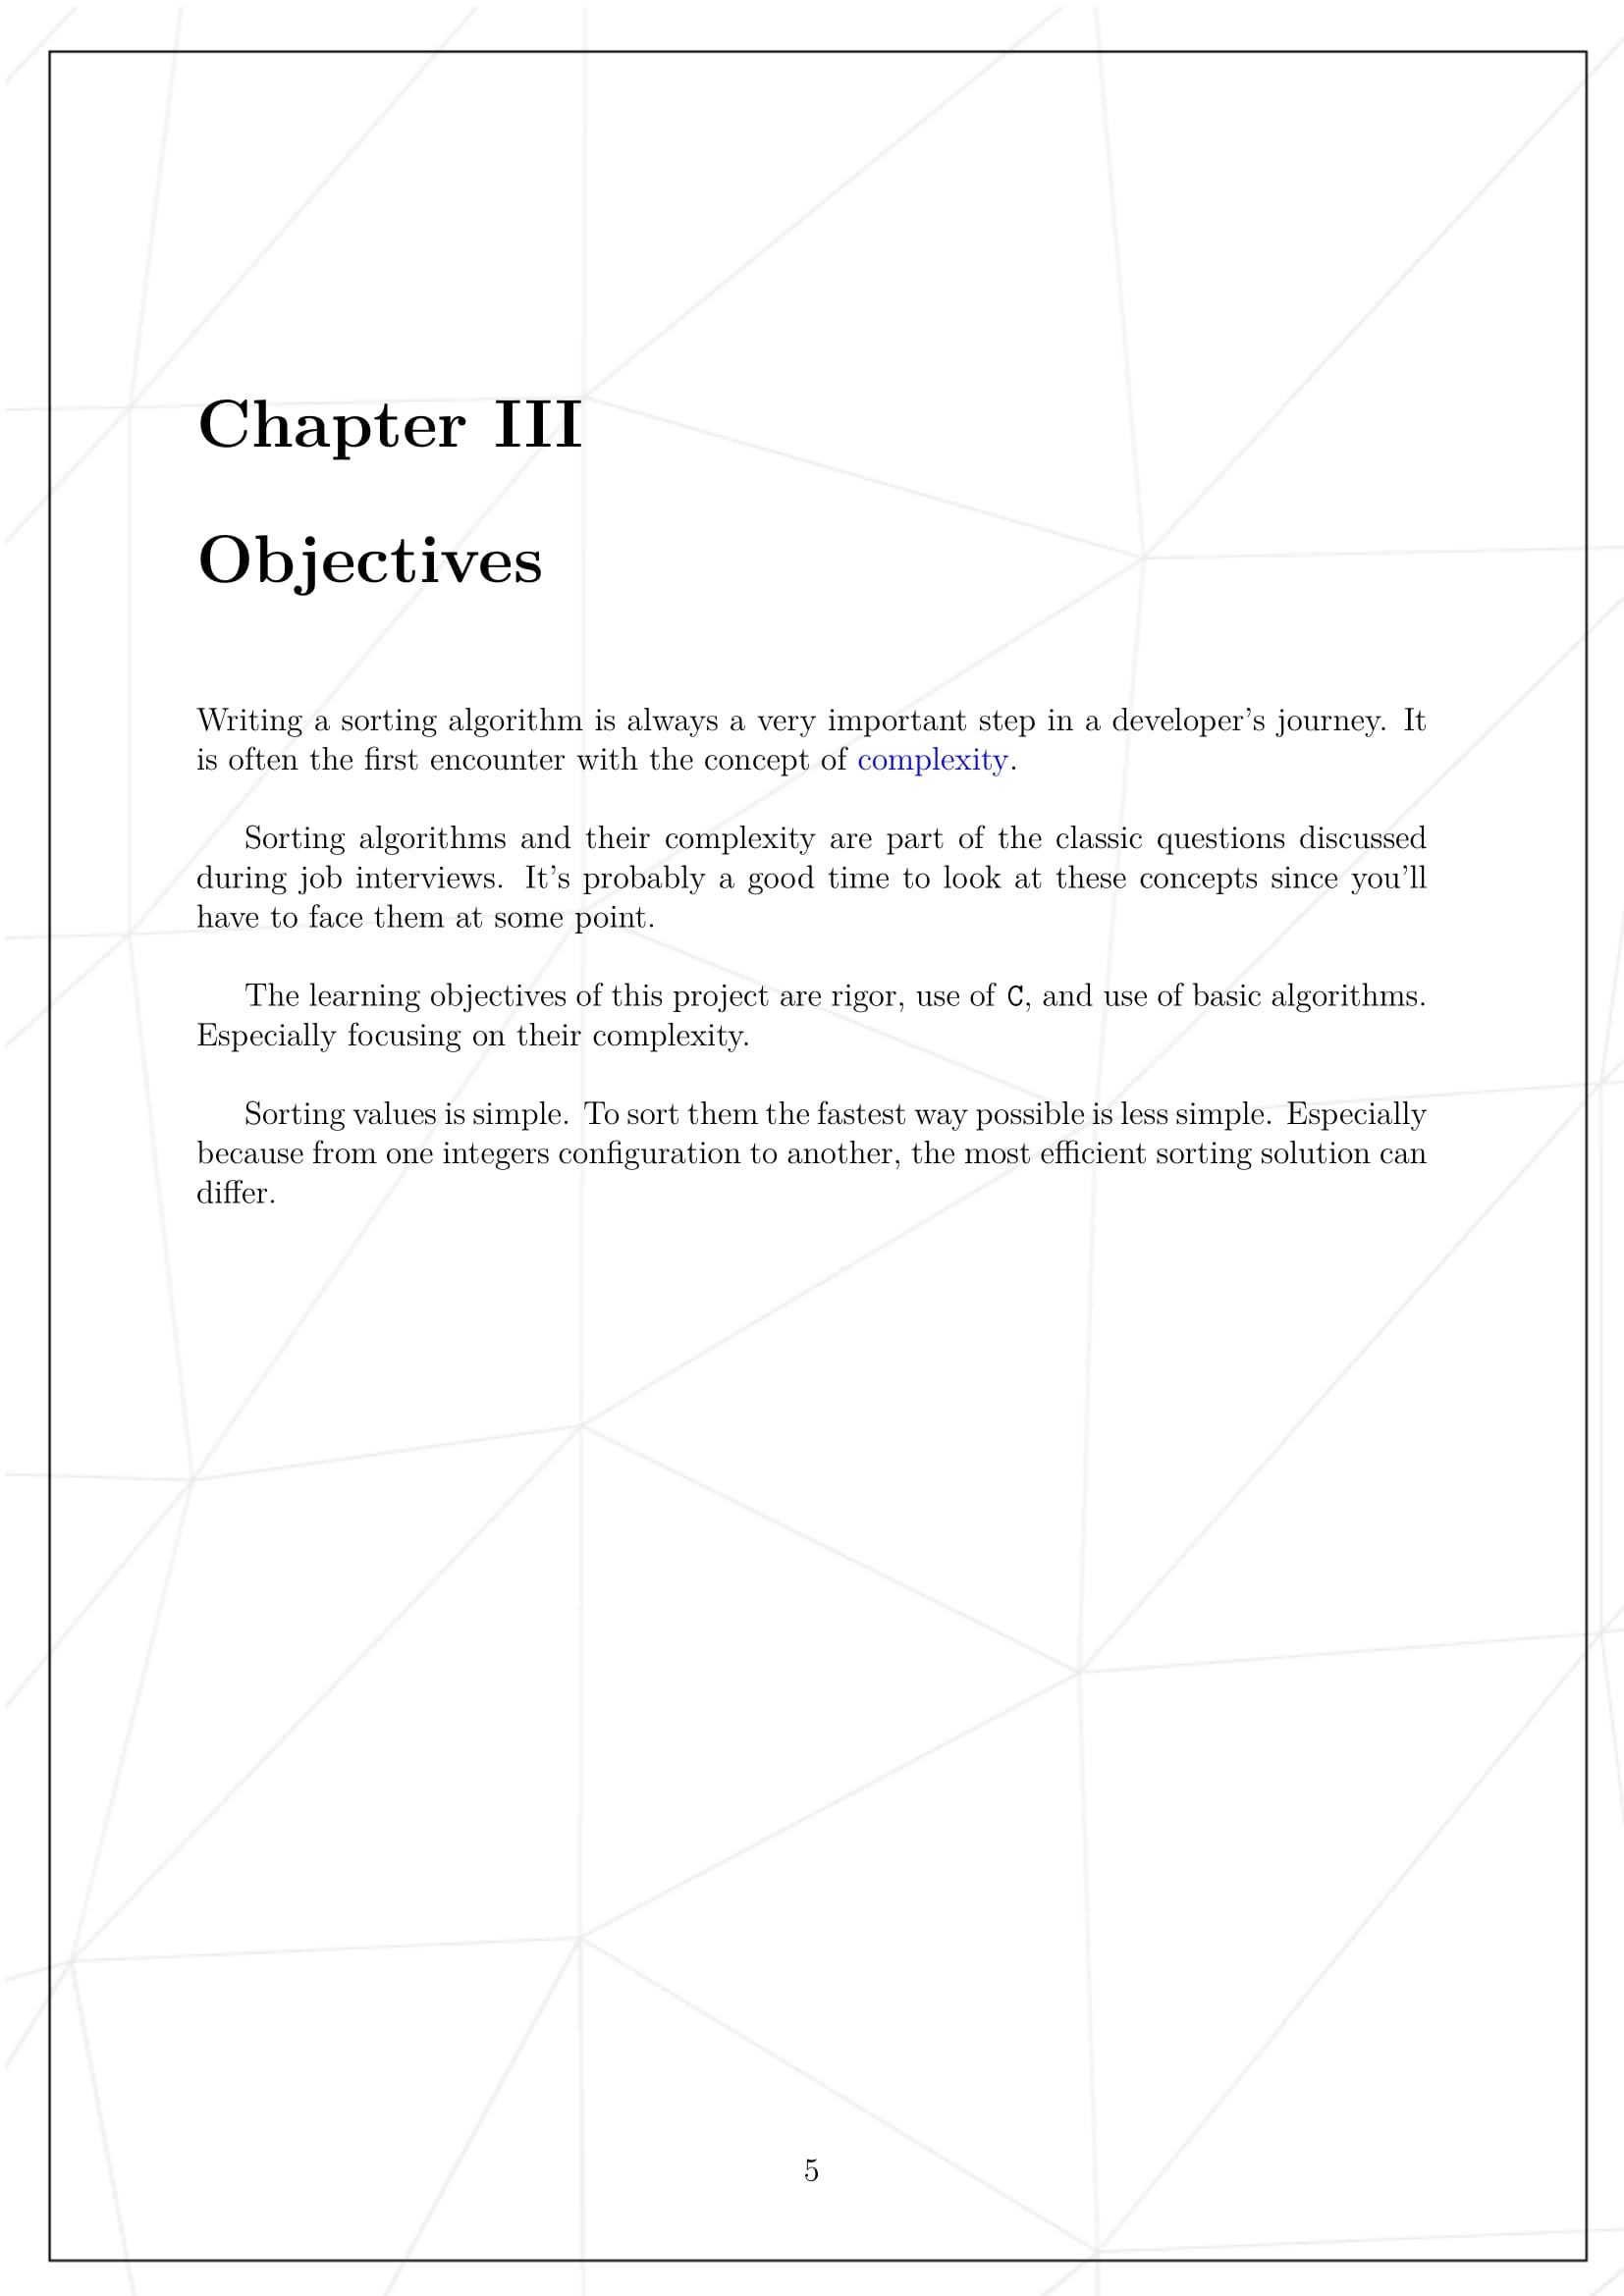 Chapter III
Objectives
Writing a sorting algorithm is always a very important step in a developer's journey. It
is often the first encounter with the concept of complexity.
Sorting algorithms and their complexity are part of the classic questions discussed
during job interviews. It's probably a good time to look at these concepts since you'll
have to face them at some point.
The learning objectives of this project are rigor, use of C, and use of basic algorithms.
Especially focusing on their complexity.
Sorting values is simple. To sort them the fastest way possible is less simple. Especially
because from one integers configuration to another, the most efficient sorting solution can
differ.
5